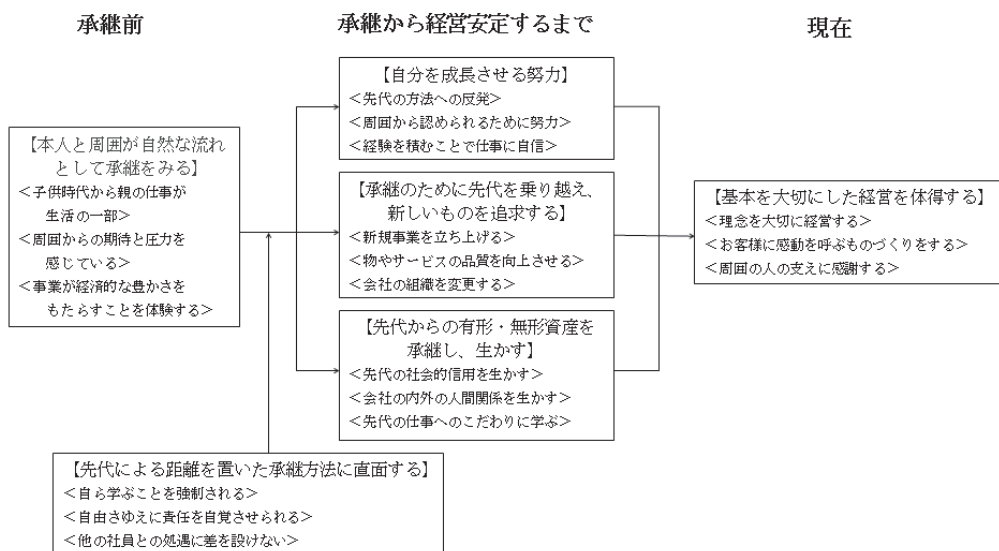 承継前
承継から経営安定するまで
現在
【本人と周囲が自然な流れ
として承継をみる】
＜子供時代から親の仕事が
生活の一部＞
＜周囲からの期待と圧力を
感じている＞
＜事業が経済的な豊かさを
もたらすことを体験する＞
【自分を成長させる努力】
＜先代の方法への反発＞
＜周囲から認められるために努力＞
＜経験を積むことで仕事に自信＞
【承継のために先代を乗り越え、
新しいものを追求する】
＜新規事業を立ち上げる＞
＜物やサービスの品質を向上させる＞
＜会社の組織を変更する＞
【先代からの有形・無形資産を
承継し、生かす】
＜先代の社会的信用を生かす＞
＜会社の内外の人間関係を生かす＞
＜先代の仕事へのこだわりに学ぶ＞
【基本を大切にした経営を体得する】
＜理念を大切に経営する＞
＜お客様に感動を呼ぶものづくりをする＞
＜周囲の人の支えに感謝する＞
【先代による距離を置いた承継方法に直面する】
＜自ら学ぶことを強制される＞
＜自由さゆえに責任を自覚させられる＞
＜他の社員との処遇に差を設けない＞